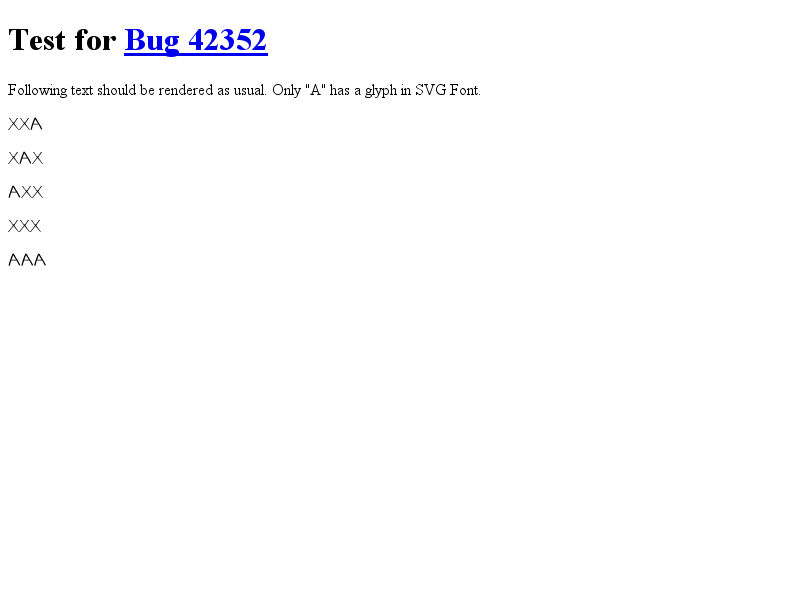 Test for Bug 42352
Following text should be rendered as usual. Only "A" has a glyph in SVG Font.
XXA
XAX
AXX
XXX
AAA